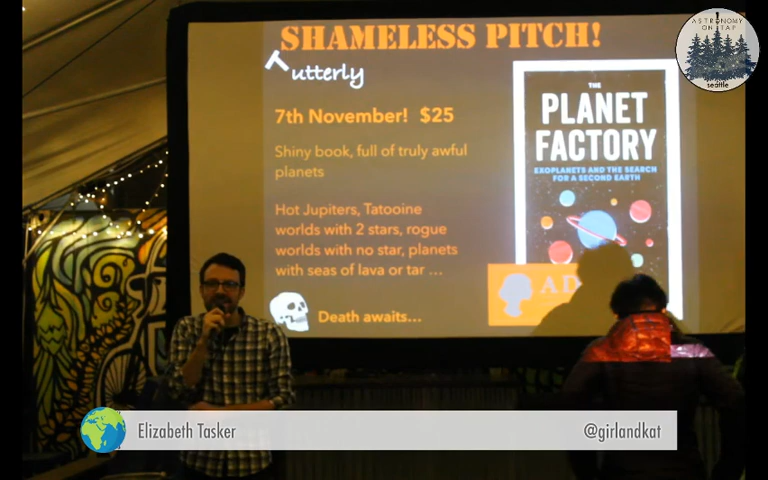 SHAMELESS PITCH!
utterly
7th November! $25
Shiny book, full of truly awful
planets
Hot Jupiters, Tatooine
worlds with 2 stars, rogue
worlds with no star, planets
with seas of lava or tar ...
Death awaits...
THE
PLANET
FACTORY
EXOPLANETS AND THE SEARCH
FOR A SECOND EARTH
AD
ASTRONOMY
ON TAP
seattle
Elizabeth Tasker
@girlandkat